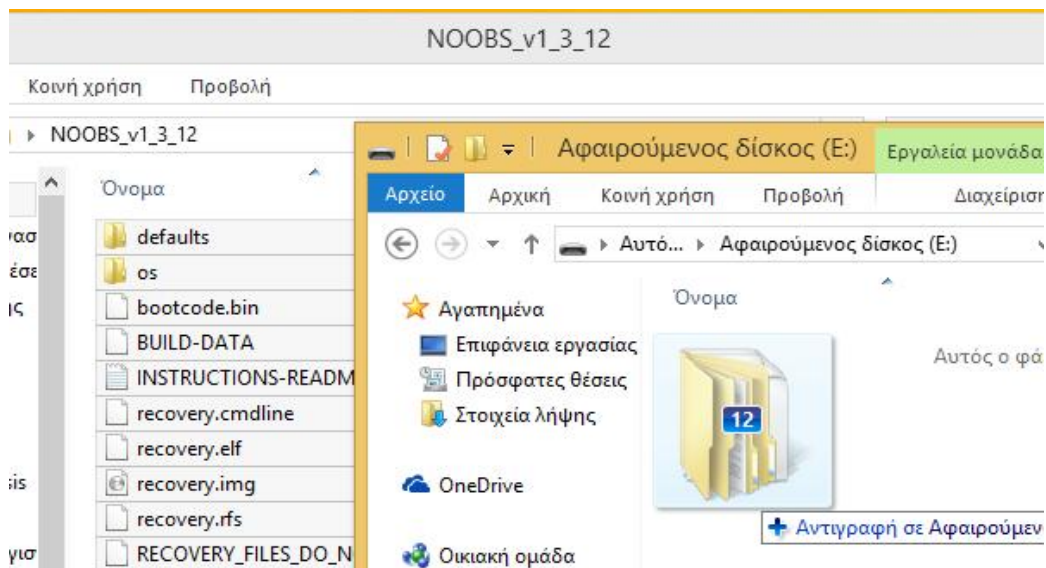 NOOBS_v1_3_12
Κοινή χρήση Προβολή
NOOBS_v1_3_12
Όνομα
defaults
os
bootcode.bin
BUILD-DATA
INSTRUCTIONS-READM
recovery.cmdline
recovery.elf
recovery.img
recovery.rfs
RECOVERY_FILES_DO_N
Αφαιρούμενος δίσκος (E:) Εργαλεία μονάδα
Αρχείο Αρχική Κοινή χρήση Προβολή Διαχείριση
Αυτό... Αφαιρούμενος δίσκος (E:)
Αγαπημένα
Επιφάνεια εργασίας
Πρόσφατες θέσεις
Στοιχεία λήψης
OneDrive
Οικιακή ομάδα
Όνομα
Αυτός ο φά
12
Αντιγραφή σε Αφαιρούμεν